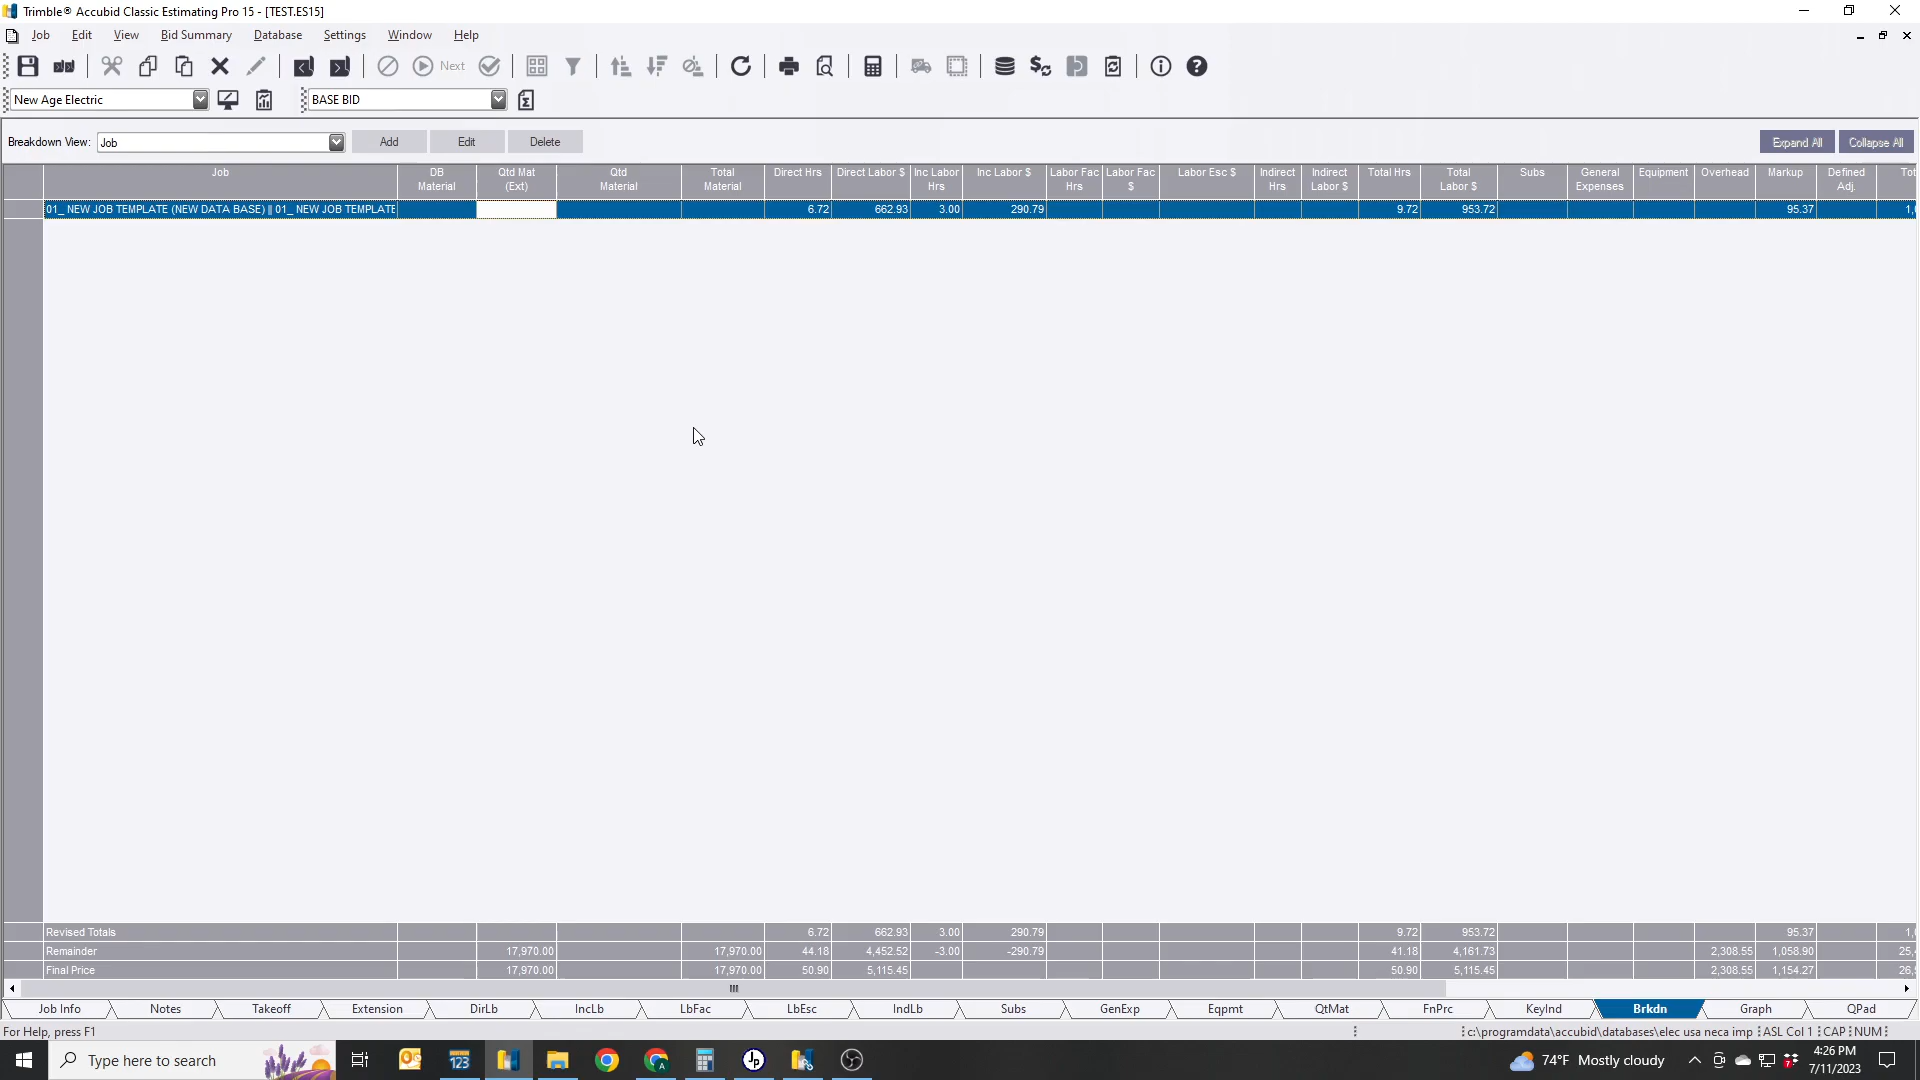 Trimble® Accubid Classic Estimating Pro 15 - [TEST.ES15]
Job Edit View Bid Summary Database Settings Window Help
Next
New Age Electric BASE BID
Breakdown View: Job Add Edit Delete Expand All Collapse All
Job DB Material Qtd Mat (Ext) Qtd Material Total Material Direct Hrs Direct Labor $ Inc Labor Hrs Inc Labor $ Labor Fac Hrs Labor Fac $ Labor Esc $ Indirect Hrs Indirect Labor $ Total Hrs Total Labor $ Subs General Expenses Equipment Overhead Markup Defined Adj. Tot
01_ NEW JOB TEMPLATE (NEW DATA BASE) || 01_ NEW JOB TEMPLATE 6.72 662.93 3.00 290.79 9.72 953.72 95.37 1,
Revised Totals 6.72 662.93 3.00 290.79 9.72 953.72 95.37 1,
Remainder 17,970.00 17,970.00 44.18 4,452.52 -3.00 -290.79 41.18 4,161.73 2,308.55 1,058.90 25,
Final Price 17,970.00 17,970.00 50.90 5,115.45 50.90 5,115.45 2,308.55 1,154.27 26,
Job Info Notes Takeoff Extension DirLb IncLb LbFac LbEsc IndLb Subs GenExp Eqpmt QtMat FnPrc KeyInd Brkdn Graph QPad
For Help, press F1 c:\programdata\accubid\databases\elec usa neca imp ASL Col 1 CAP NUM
Type here to search 123 JP 74°F Mostly cloudy 4:26 PM
7/11/2023